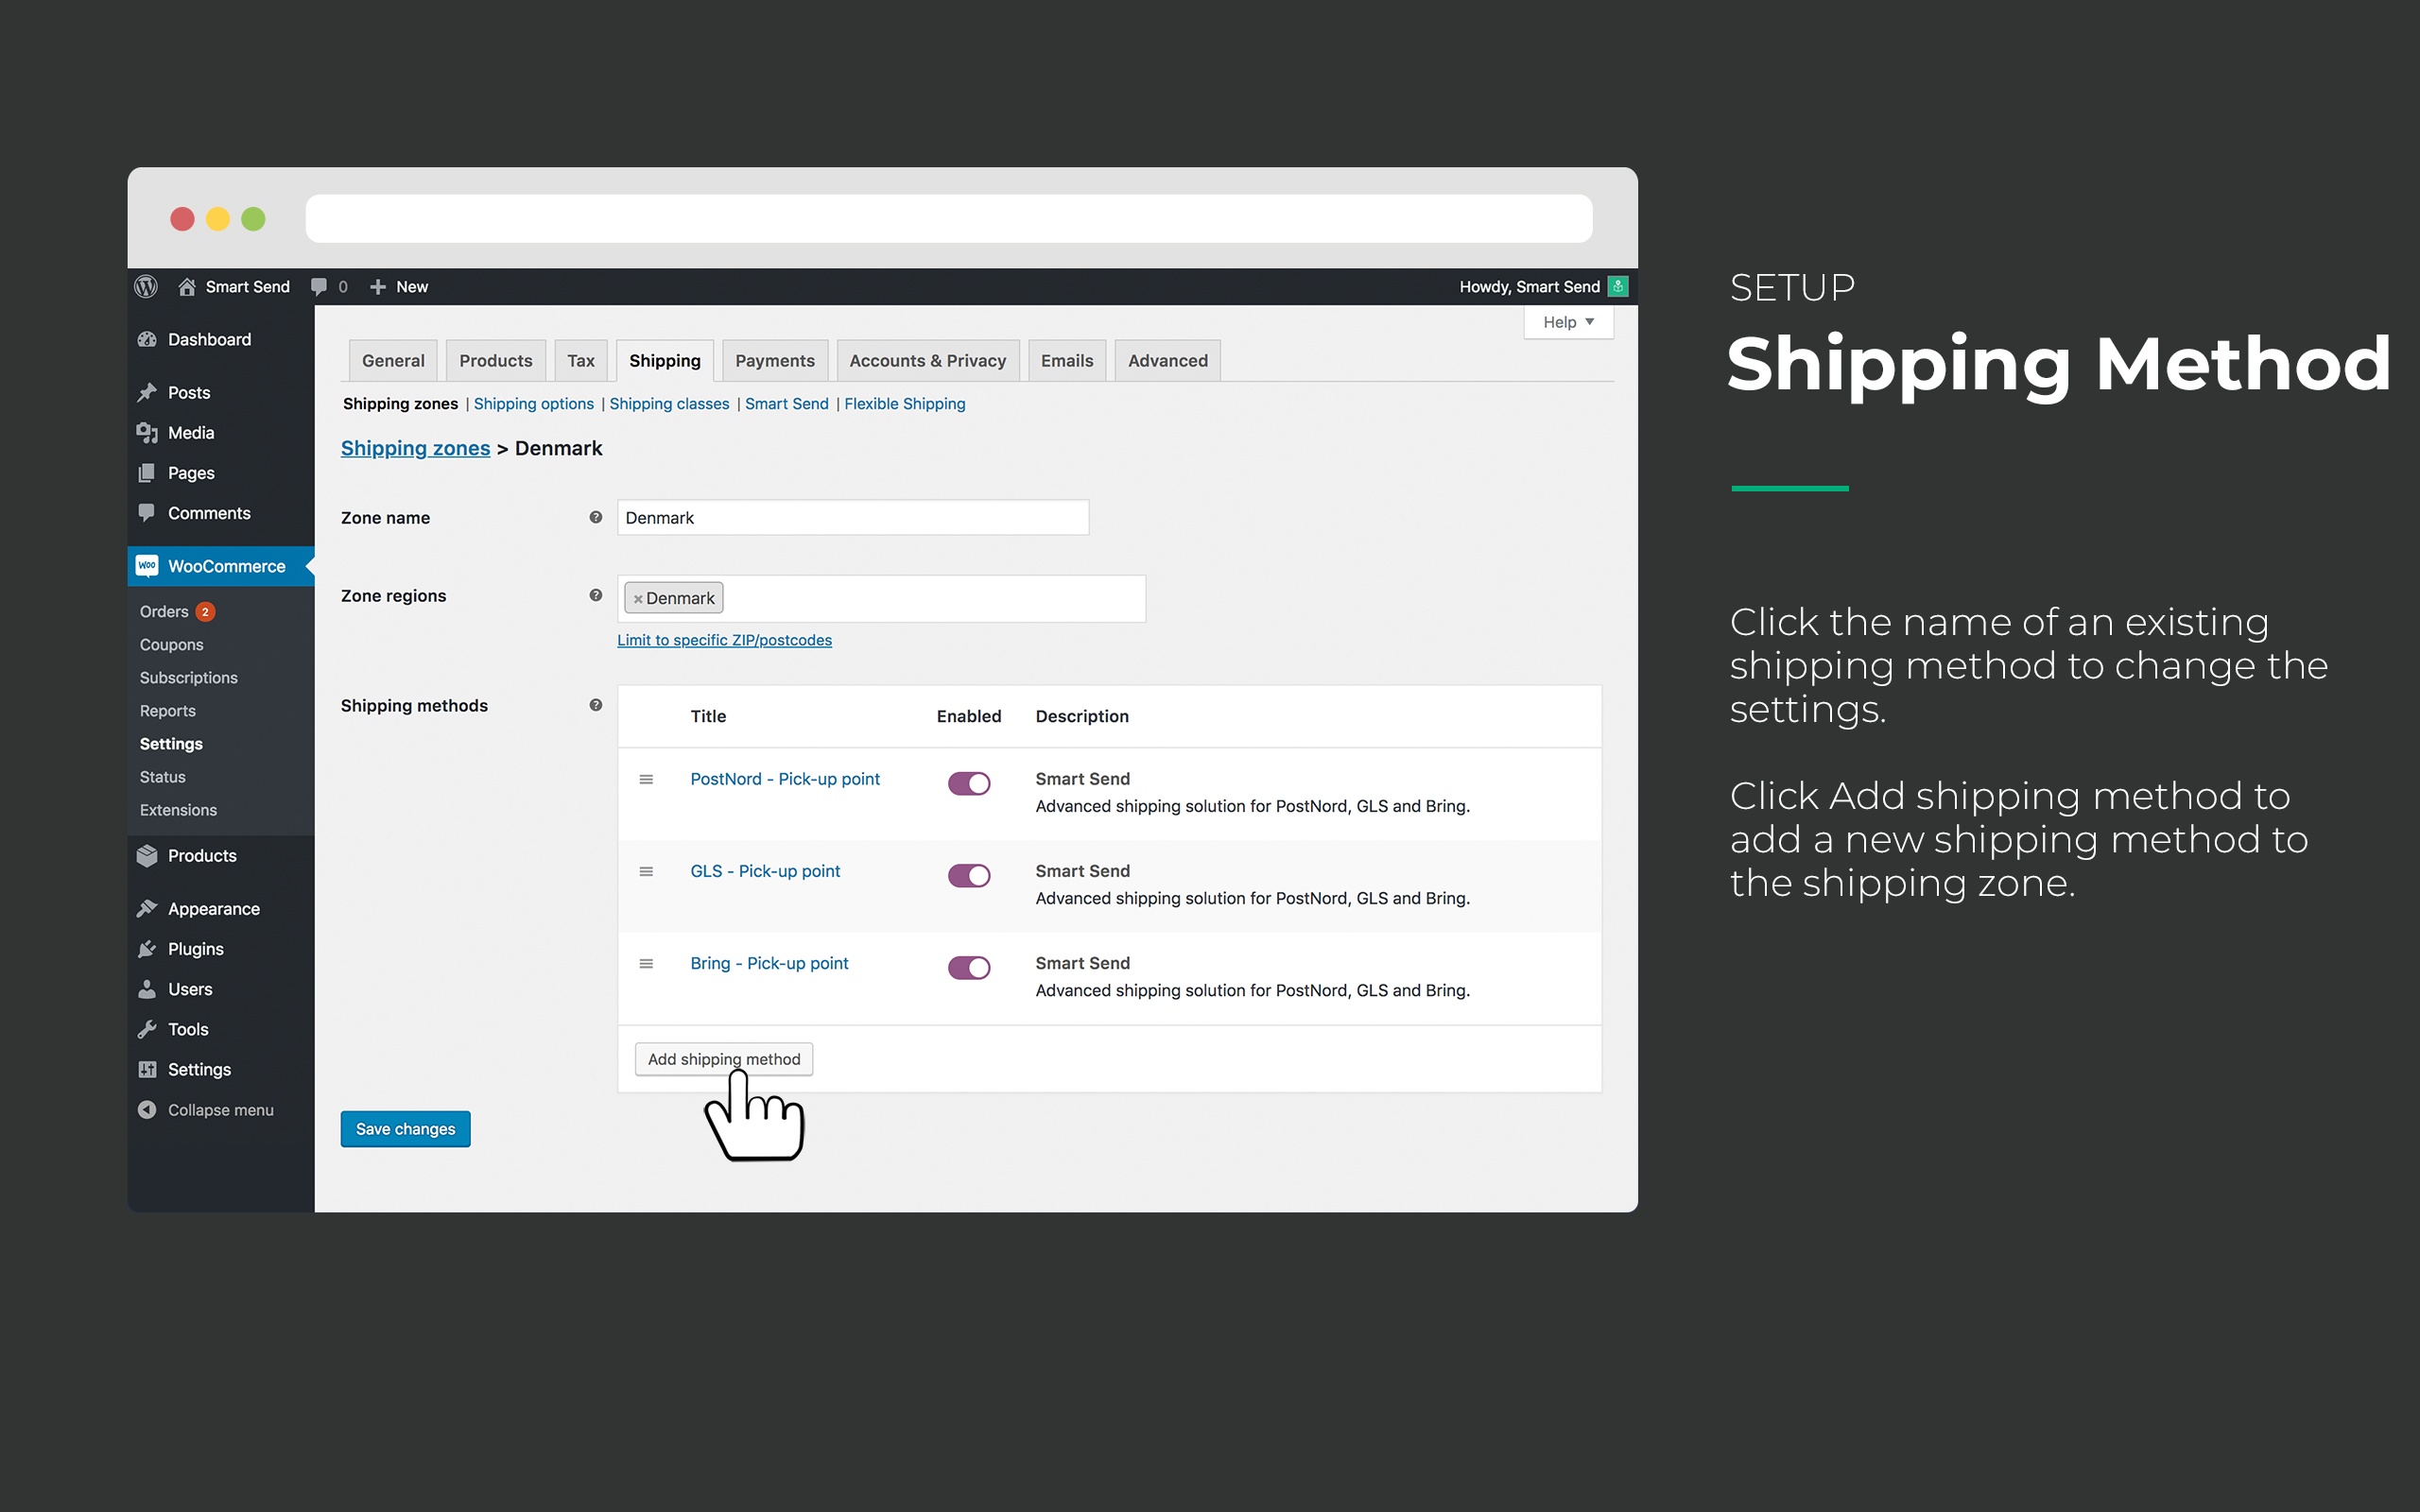 Smart Send 0 New Howdy, Smart Send
Help
Dashboard
Posts
Media
Pages
Comments
WooCommerce
Orders 2
Coupons
Subscriptions
Reports
Settings
Status
Extensions
Products
Appearance
Plugins
Users
Tools
Settings
Collapse menu
General Products Tax Shipping Payments Accounts & Privacy Emails Advanced
Shipping zones | Shipping options | Shipping classes | Smart Send | Flexible Shipping
Shipping zones > Denmark
Zone name ? Denmark
Zone regions ? × Denmark
Limit to specific ZIP/postcodes
Shipping methods ?
Title Enabled Description
PostNord - Pick-up point Smart Send
Advanced shipping solution for PostNord, GLS and Bring.
GLS - Pick-up point Smart Send
Advanced shipping solution for PostNord, GLS and Bring.
Bring - Pick-up point Smart Send
Advanced shipping solution for PostNord, GLS and Bring.
Add shipping method
Save changes
SETUP
Shipping Method
Click the name of an existing
shipping method to change the
settings.
Click Add shipping method to
add a new shipping method to
the shipping zone.